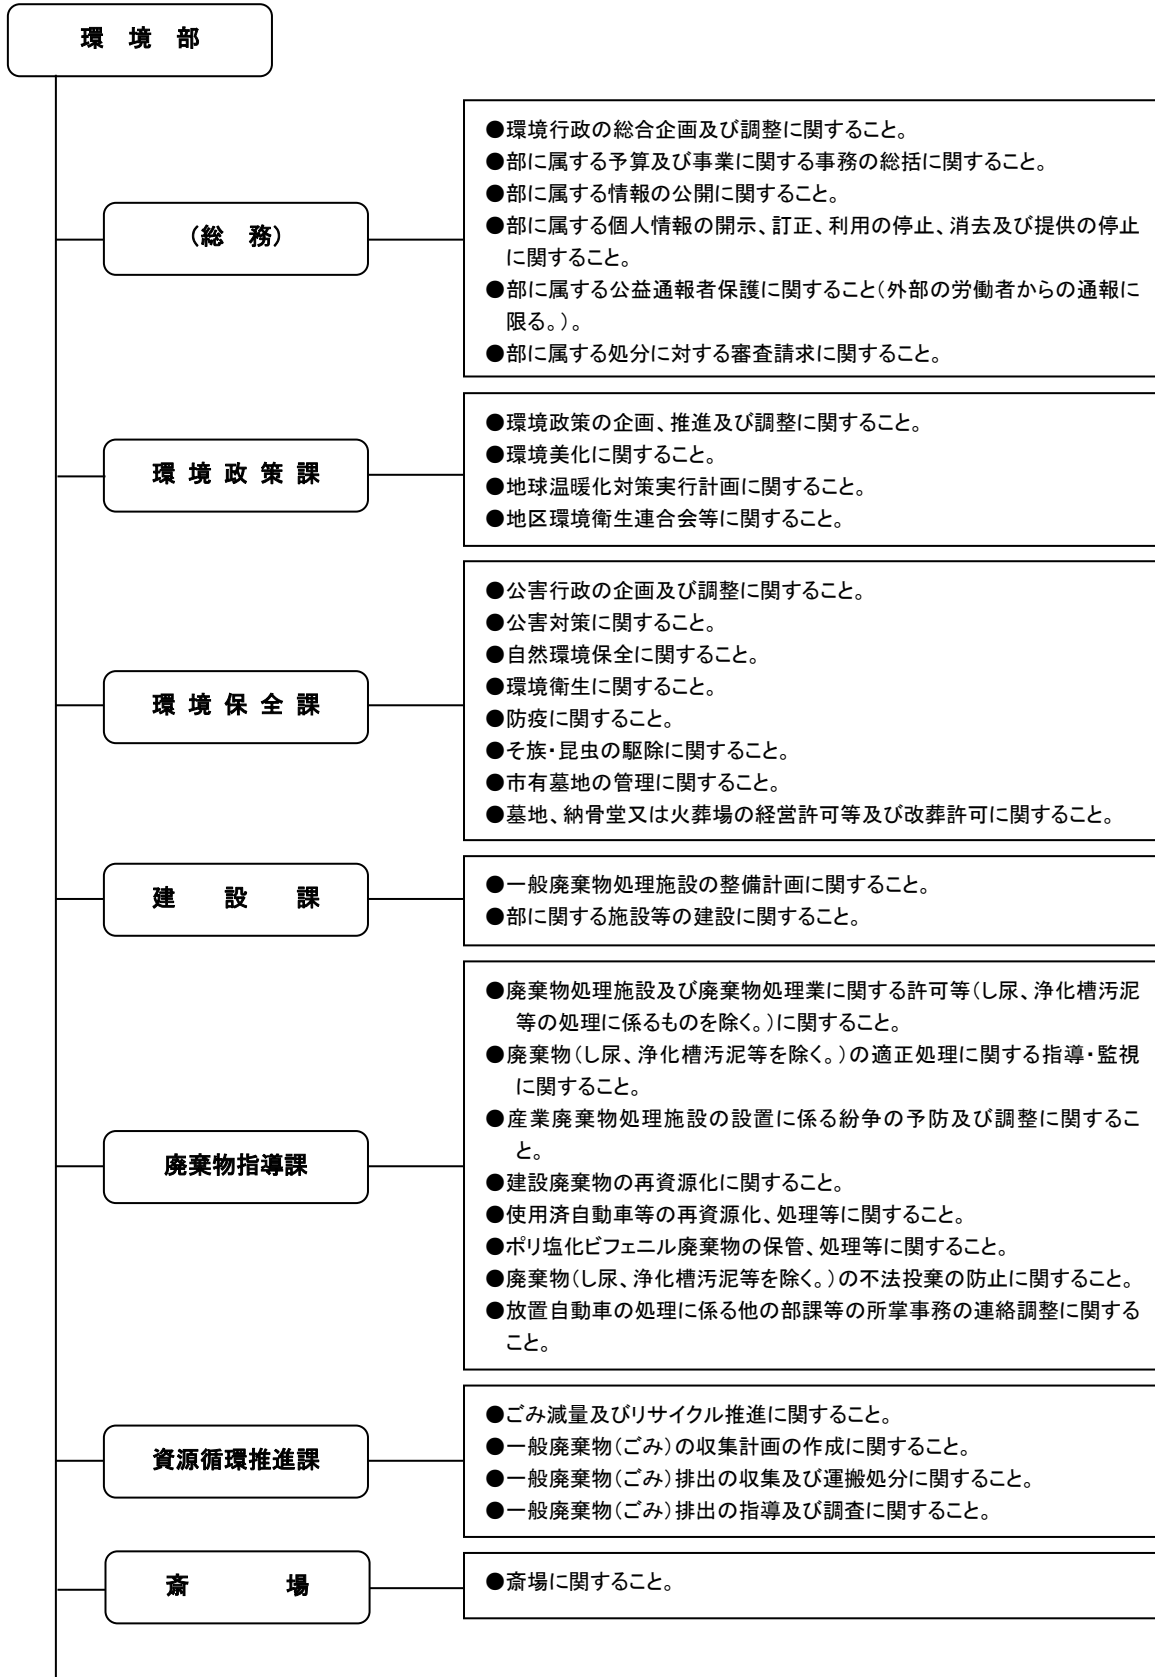 環 境 部
(総 務)
●環境行政の総合企画及び調整に関すること。
●部に属する予算及び事業に関する事務の総括に関すること。
●部に属する情報の公開に関すること。
●部に属する個人情報の開示、訂正、利用の停止、消去及び提供の停止
に関すること。
●部に属する公益通報者保護に関すること(外部の労働者からの通報に
限る。)。
●部に属する処分に対する審査請求に関すること。
環 境 政 策 課
●環境政策の企画、推進及び調整に関すること。
●環境美化に関すること。
●地球温暖化対策実行計画に関すること。
●地区環境衛生連合会等に関すること。
環 境 保 全 課
●公害行政の企画及び調整に関すること。
●公害対策に関すること。
●自然環境保全に関すること。
●環境衛生に関すること。
●防疫に関すること。
●そ族・昆虫の駆除に関すること。
●市有墓地の管理に関すること。
●墓地、納骨堂又は火葬場の経営許可等及び改葬許可に関すること。
建 設 課
●一般廃棄物処理施設の整備計画に関すること。
●部に関する施設等の建設に関すること。
廃棄物指導課
●廃棄物処理施設及び廃棄物処理業に関する許可等(し尿、浄化槽汚泥
等の処理に係るものを除く。)に関すること。
●廃棄物(し尿、浄化槽汚泥等を除く。)の適正処理に関する指導・監視
に関すること。
●産業廃棄物処理施設の設置に係る紛争の予防及び調整に関するこ
と。
●建設廃棄物の再資源化に関すること。
●使用済自動車等の再資源化、処理等に関すること。
●ポリ塩化ビフェニル廃棄物の保管、処理等に関すること。
●廃棄物(し尿、浄化槽汚泥等を除く。)の不法投棄の防止に関すること。
●放置自動車の処理に係る他の部課等の所掌事務の連絡調整に関する
こと。
資源循環推進課
●ごみ減量及びリサイクル推進に関すること。
●一般廃棄物(ごみ)の収集計画の作成に関すること。
●一般廃棄物(ごみ)排出の収集及び運搬処分に関すること。
●一般廃棄物(ごみ)排出の指導及び調査に関すること。
斎 場
●斎場に関すること。